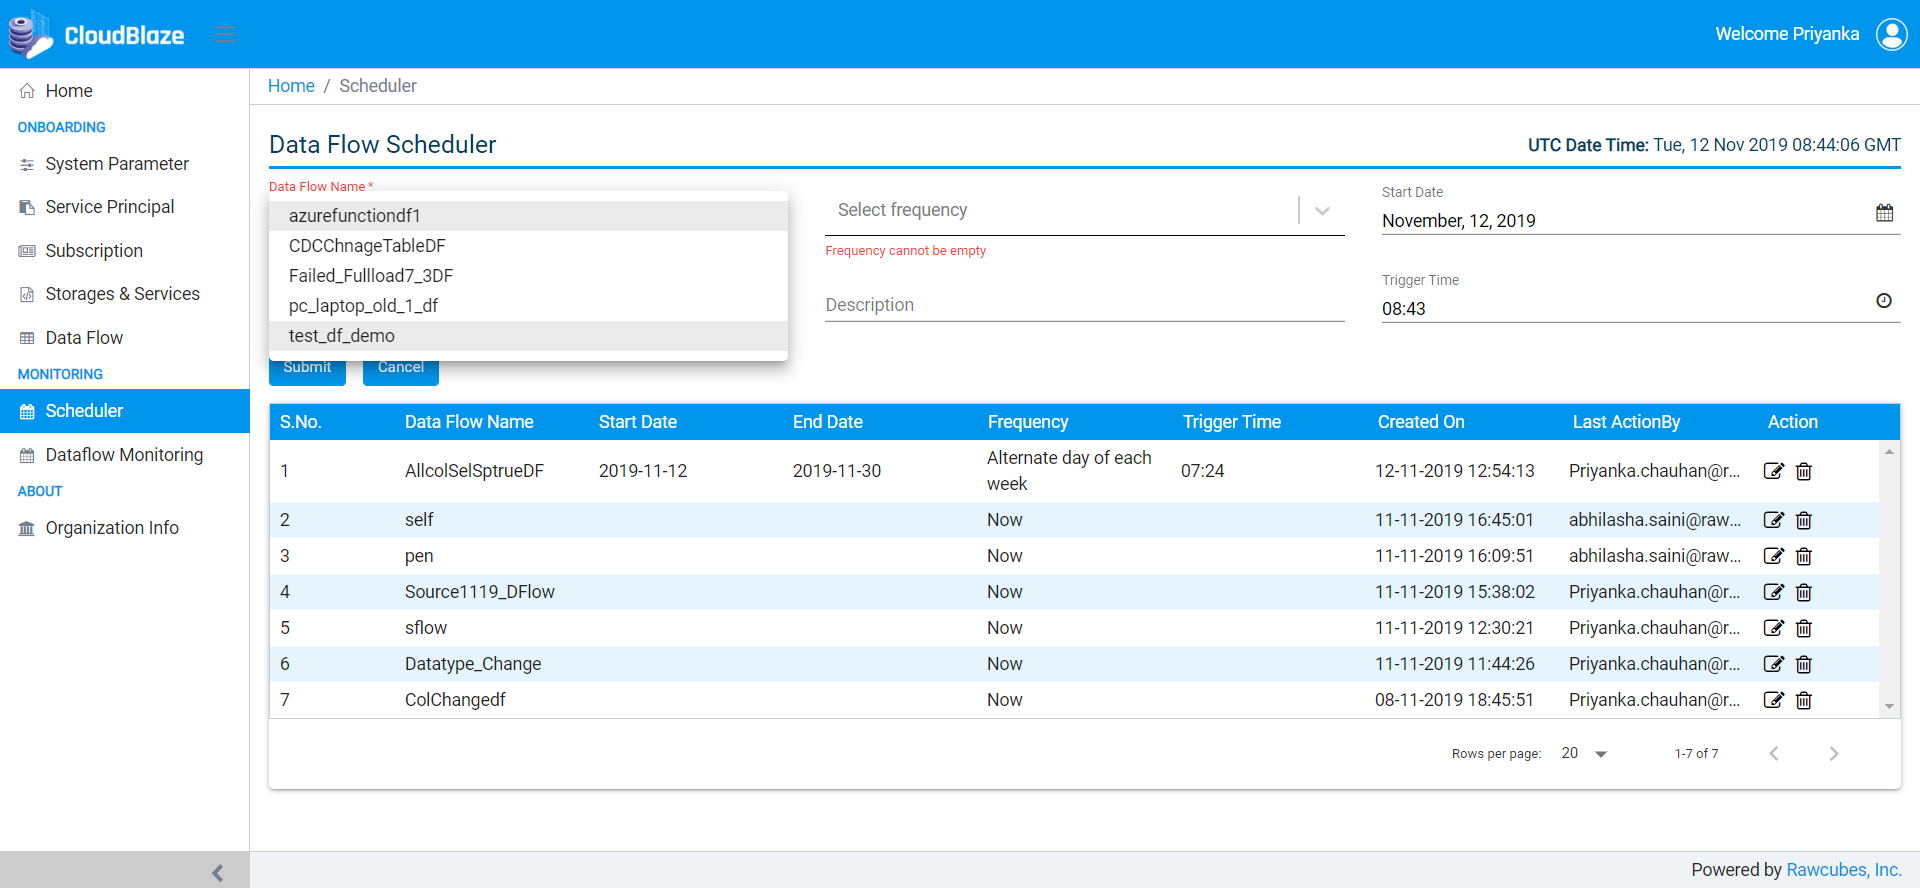 CloudBlaze
Welcome Priyanka
Home
ONBOARDING
System Parameter
Service Principal
Subscription
Storages & Services
Data Flow
MONITORING
Scheduler
Dataflow Monitoring
ABOUT
Organization Info
Home / Scheduler
Data Flow Scheduler
UTC Date Time: Tue, 12 Nov 2019 08:44:06 GMT
Data Flow Name *
azurefunctiondf1
CDCChnageTableDF
Failed_Fullload7_3DF
pc_laptop_old_1_df
test_df_demo
Select frequency
Frequency cannot be empty
Description
Start Date
November, 12, 2019
Trigger Time
08:43
Submit Cancel
S.No. Data Flow Name Start Date End Date Frequency Trigger Time Created On Last ActionBy Action
1 AllcolSelSptrueDF 2019-11-12 2019-11-30 Alternate day of each week 07:24 12-11-2019 12:54:13 Priyanka.chauhan@r...
2 self Now 11-11-2019 16:45:01 abhilasha.saini@raw...
3 pen Now 11-11-2019 16:09:51 abhilasha.saini@raw...
4 Source1119_DFlow Now 11-11-2019 15:38:02 Priyanka.chauhan@r...
5 sflow Now 11-11-2019 12:30:21 Priyanka.chauhan@r...
6 Datatype_Change Now 11-11-2019 11:44:26 Priyanka.chauhan@r...
7 ColChangedf Now 08-11-2019 18:45:51 Priyanka.chauhan@r...
Rows per page: 20 1-7 of 7
Powered by Rawcubes, Inc.